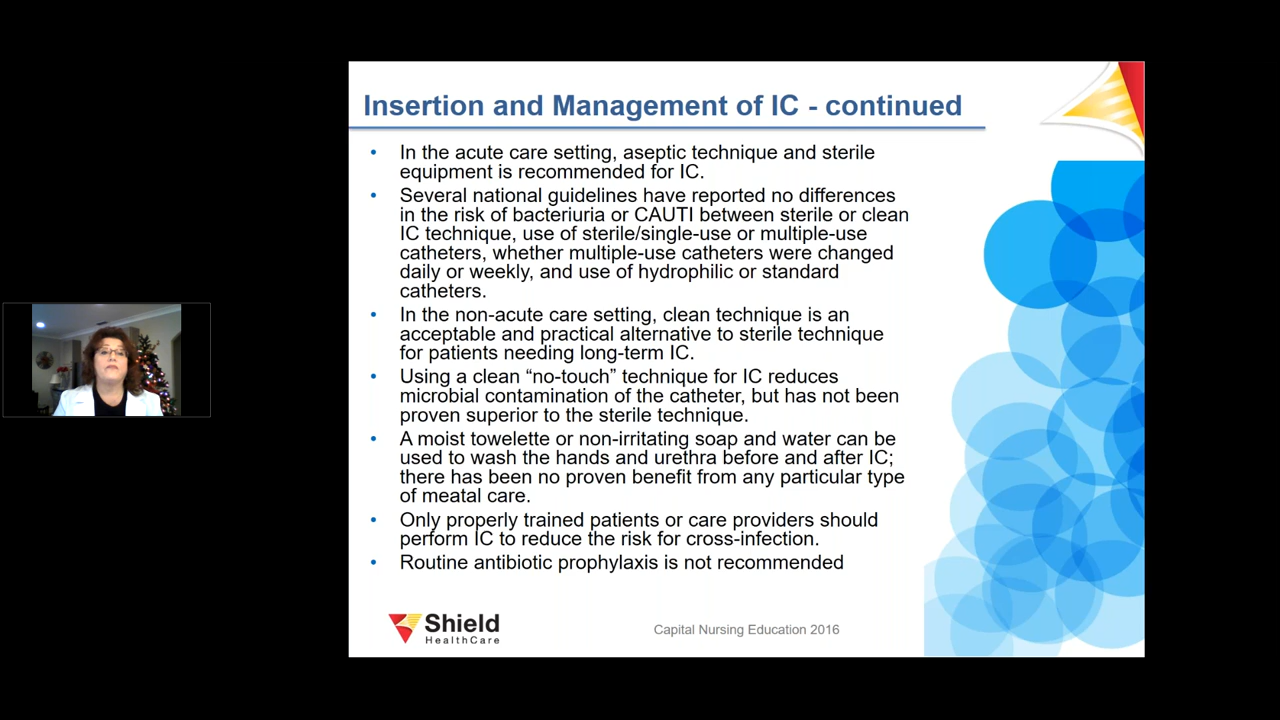 Insertion and Management of IC - continued
• In the acute care setting, aseptic technique and sterile
equipment is recommended for IC.
• Several national guidelines have reported no differences
in the risk of bacteriuria or CAUTI between sterile or clean
IC technique, use of sterile/single-use or multiple-use
catheters, whether multiple-use catheters were changed
daily or weekly, and use of hydrophilic or standard
catheters.
• In the non-acute care setting, clean technique is an
acceptable and practical alternative to sterile technique
for patients needing long-term IC.
• Using a clean “no-touch” technique for IC reduces
microbial contamination of the catheter, but has not been
proven superior to the sterile technique.
• A moist towelette or non-irritating soap and water can be
used to wash the hands and urethra before and after IC;
there has been no proven benefit from any particular type
of meatal care.
• Only properly trained patients or care providers should
perform IC to reduce the risk for cross-infection.
• Routine antibiotic prophylaxis is not recommended
Shield
HealthCare
Capital Nursing Education 2016